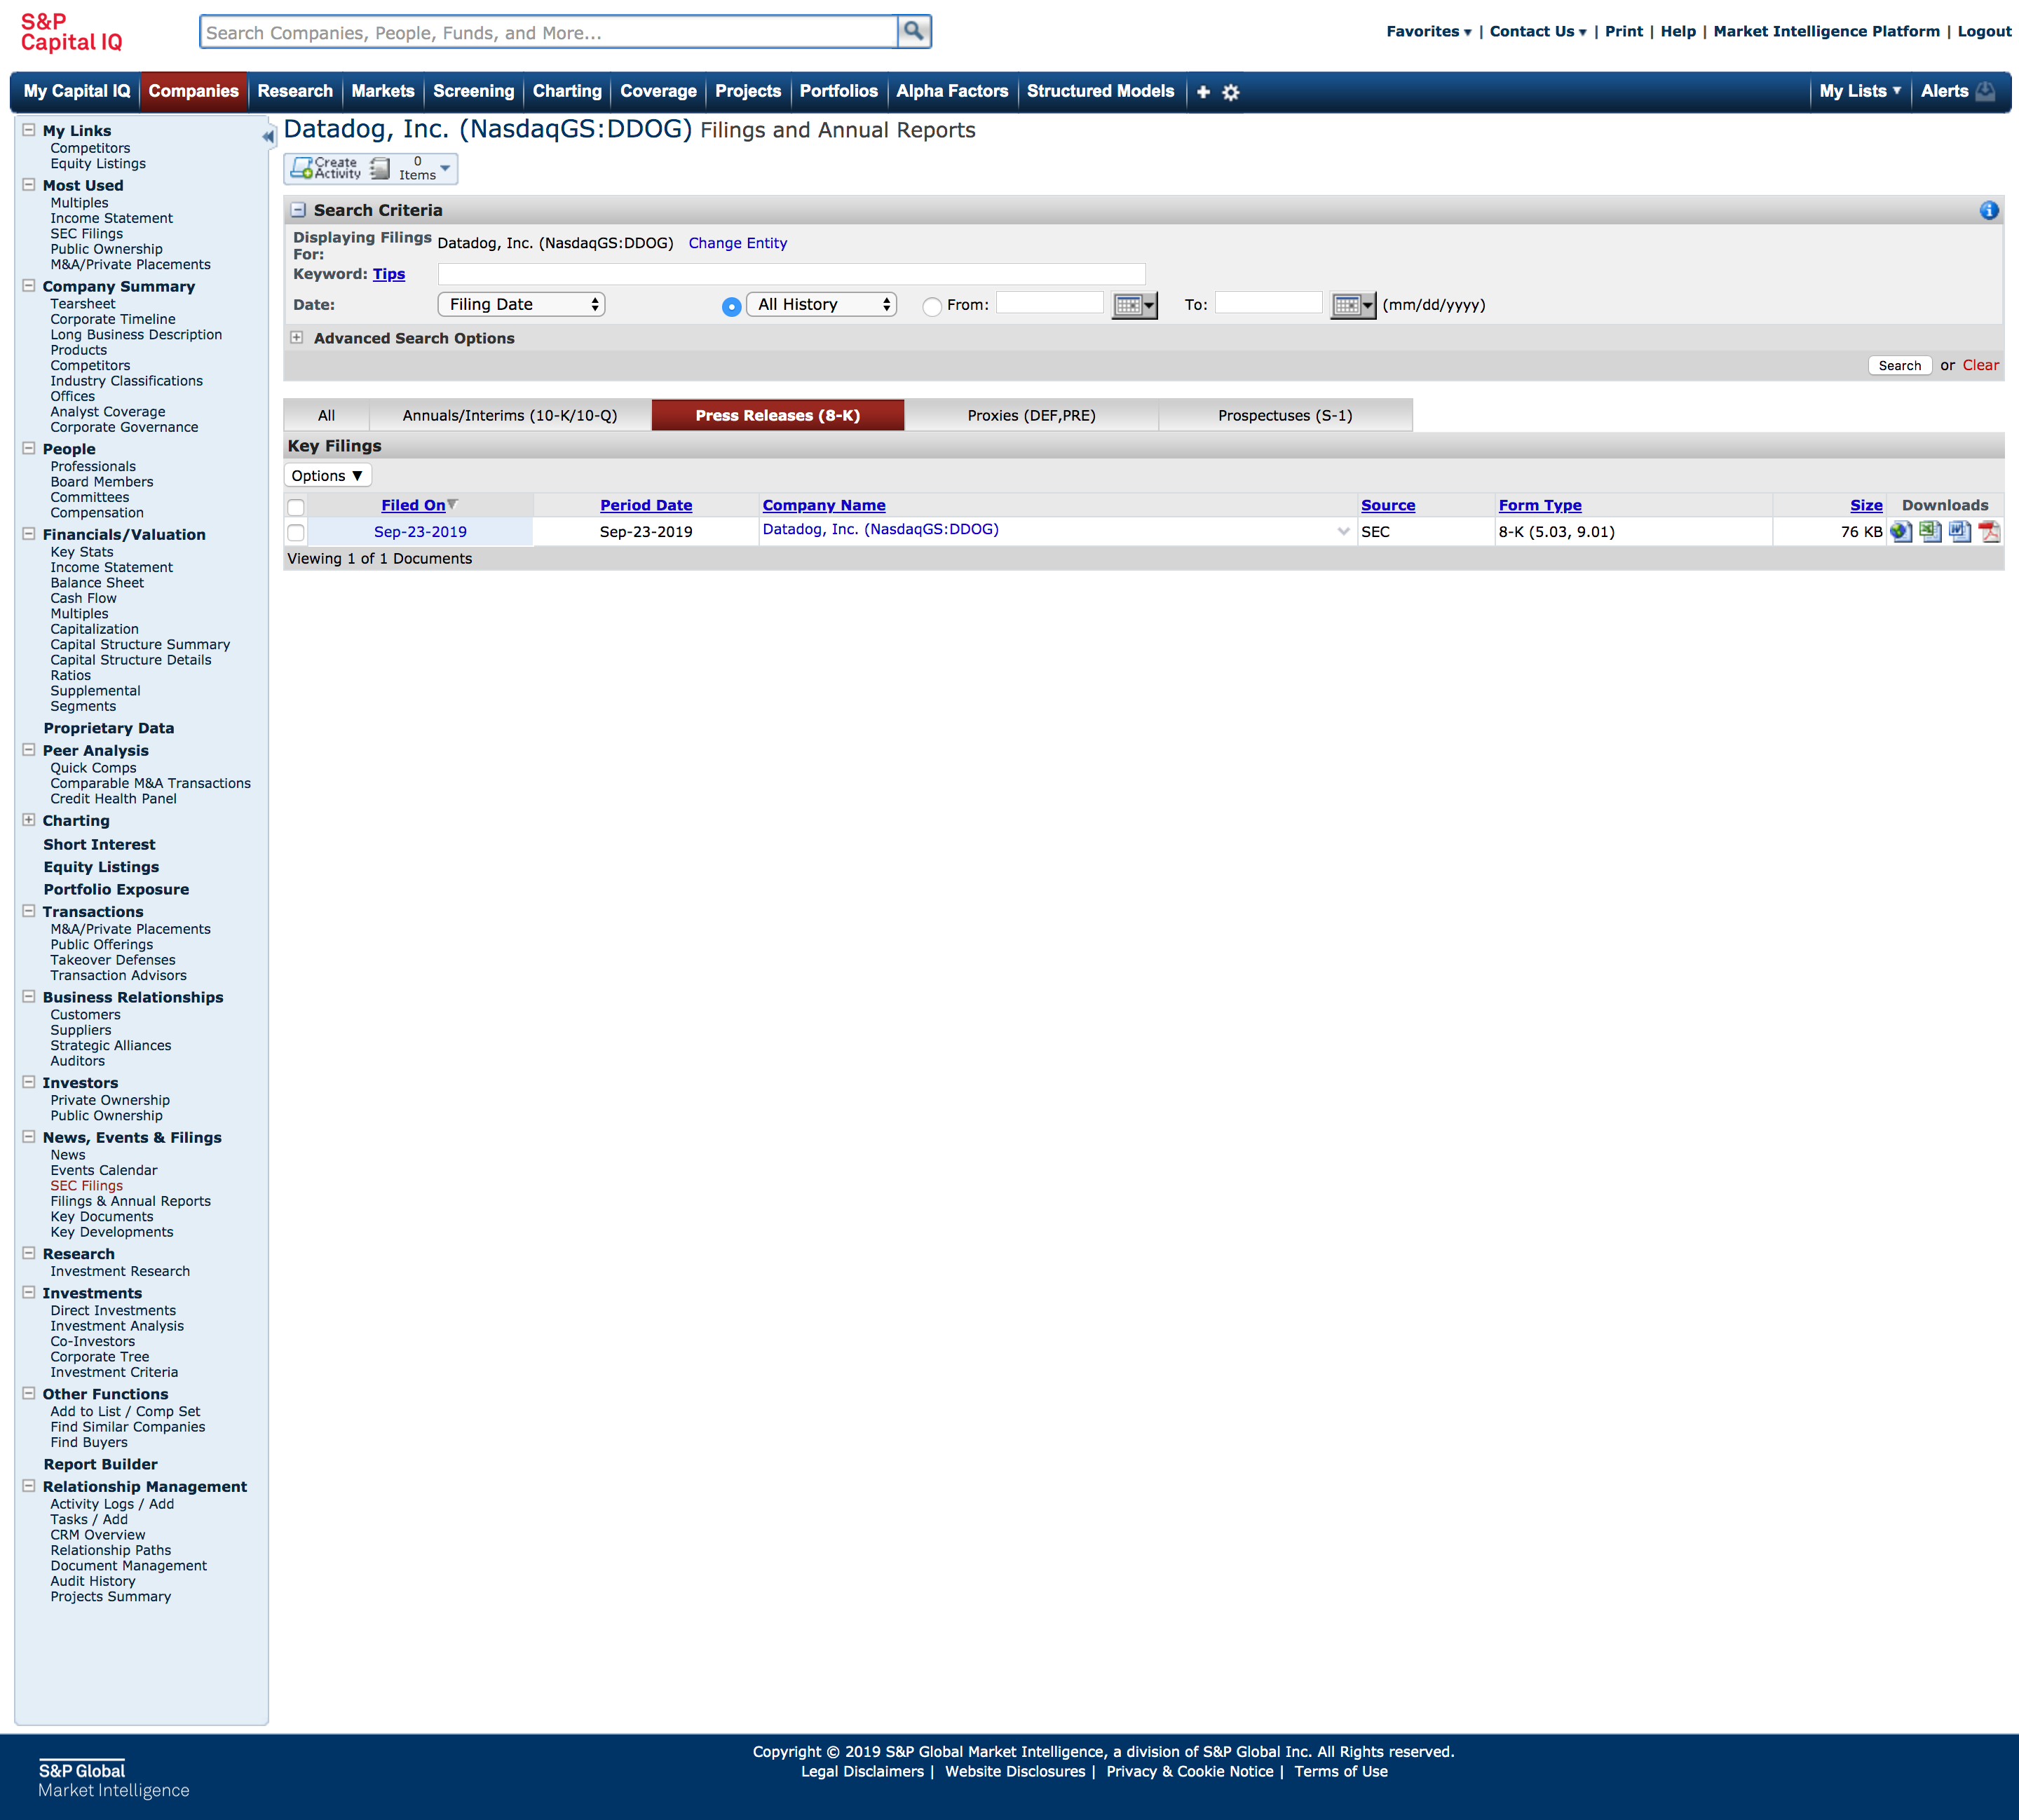 S&P
Capital IQ
Search Companies, People, Funds, and More...
Favorites ▾ | Contact Us ▾ | Print | Help | Market Intelligence Platform | Logout
My Capital IQ Companies Research Markets Screening Charting Coverage Projects Portfolios Alpha Factors Structured Models My Lists ▾ Alerts
My Links
Competitors
Equity Listings
Most Used
Multiples
Income Statement
SEC Filings
Public Ownership
M&A/Private Placements
Company Summary
Tearsheet
Corporate Timeline
Long Business Description
Products
Competitors
Industry Classifications
Offices
Analyst Coverage
Corporate Governance
People
Professionals
Board Members
Committees
Compensation
Financials/Valuation
Key Stats
Income Statement
Balance Sheet
Cash Flow
Multiples
Capitalization
Capital Structure Summary
Capital Structure Details
Ratios
Supplemental
Segments
Proprietary Data
Peer Analysis
Quick Comps
Comparable M&A Transactions
Credit Health Panel
Charting
Short Interest
Equity Listings
Portfolio Exposure
Transactions
M&A/Private Placements
Public Offerings
Takeover Defenses
Transaction Advisors
Business Relationships
Customers
Suppliers
Strategic Alliances
Auditors
Investors
Private Ownership
Public Ownership
News, Events & Filings
News
Events Calendar
SEC Filings
Filings & Annual Reports
Key Documents
Key Developments
Research
Investment Research
Investments
Direct Investments
Investment Analysis
Co-Investors
Corporate Tree
Investment Criteria
Other Functions
Add to List / Comp Set
Find Similar Companies
Find Buyers
Report Builder
Relationship Management
Activity Logs / Add
Tasks / Add
CRM Overview
Relationship Paths
Document Management
Audit History
Projects Summary
Datadog, Inc. (NasdaqGS:DDOG) Filings and Annual Reports
Create Activity 0 Items
Search Criteria
Displaying Filings For: Datadog, Inc. (NasdaqGS:DDOG) Change Entity
Keyword: Tips
Date: Filing Date All History From: To: (mm/dd/yyyy)
Advanced Search Options
Search or Clear
All Annuals/Interims (10-K/10-Q) Press Releases (8-K) Proxies (DEF,PRE) Prospectuses (S-1)
Key Filings
Options ▼
Filed On Period Date Company Name Source Form Type Size Downloads
Sep-23-2019 Sep-23-2019 Datadog, Inc. (NasdaqGS:DDOG) SEC 8-K (5.03, 9.01) 76 KB
Viewing 1 of 1 Documents
S&P Global
Market Intelligence
Copyright © 2019 S&P Global Market Intelligence, a division of S&P Global Inc. All Rights reserved.
Legal Disclaimers | Website Disclosures | Privacy & Cookie Notice | Terms of Use